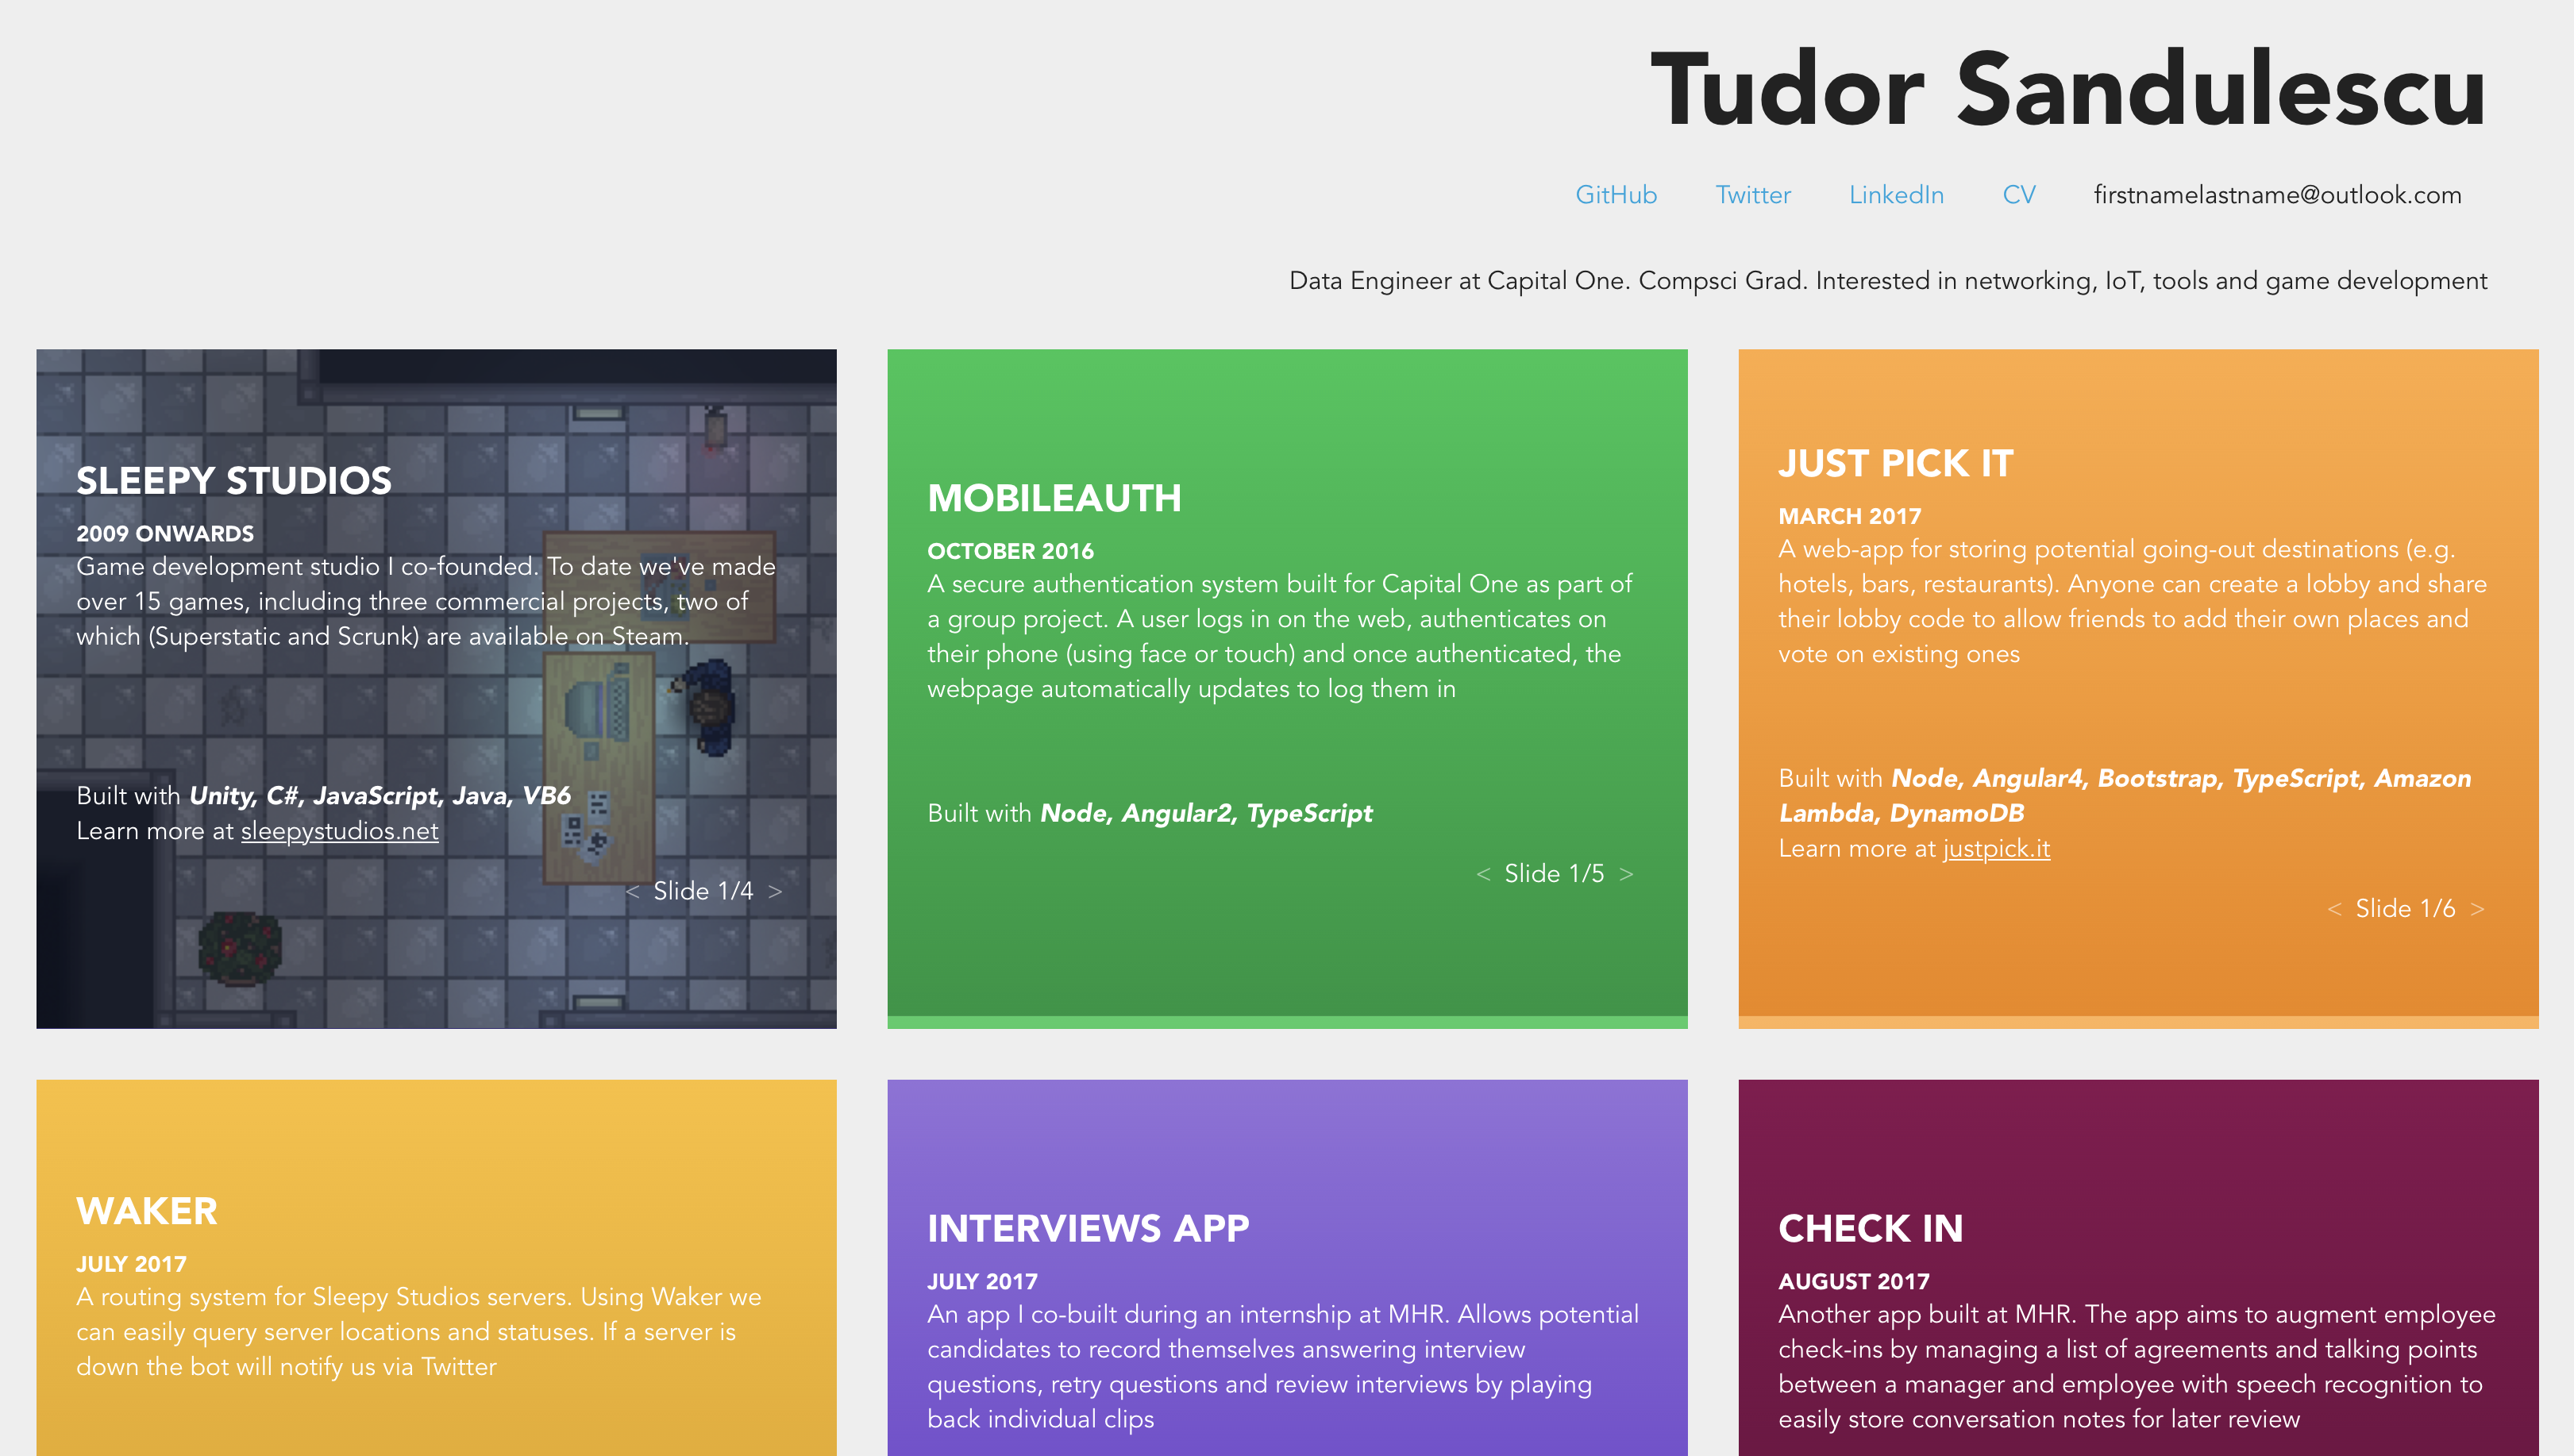 Tudor Sandulescu
GitHub Twitter LinkedIn CV firstnamelastname@outlook.com
Data Engineer at Capital One. Compsci Grad. Interested in networking, IoT, tools and game development
SLEEPY STUDIOS
2009 ONWARDS
Game development studio I co-founded. To date we've made
over 15 games, including three commercial projects, two of
which (Superstatic and Scrunk) are available on Steam.
Built with Unity, C#, JavaScript, Java, VB6
Learn more at sleepystudios.net
< Slide 1/4 >
MOBILEAUTH
OCTOBER 2016
A secure authentication system built for Capital One as part of
a group project. A user logs in on the web, authenticates on
their phone (using face or touch) and once authenticated, the
webpage automatically updates to log them in
Built with Node, Angular2, TypeScript
< Slide 1/5 >
JUST PICK IT
MARCH 2017
A web-app for storing potential going-out destinations (e.g.
hotels, bars, restaurants). Anyone can create a lobby and share
their lobby code to allow friends to add their own places and
vote on existing ones
Built with Node, Angular4, Bootstrap, TypeScript, Amazon
Lambda, DynamoDB
Learn more at justpick.it
< Slide 1/6 >
WAKER
JULY 2017
A routing system for Sleepy Studios servers. Using Waker we
can easily query server locations and statuses. If a server is
down the bot will notify us via Twitter
INTERVIEWS APP
JULY 2017
An app I co-built during an internship at MHR. Allows potential
candidates to record themselves answering interview
questions, retry questions and review interviews by playing
back individual clips
CHECK IN
AUGUST 2017
Another app built at MHR. The app aims to augment employee
check-ins by managing a list of agreements and talking points
between a manager and employee with speech recognition to
easily store conversation notes for later review